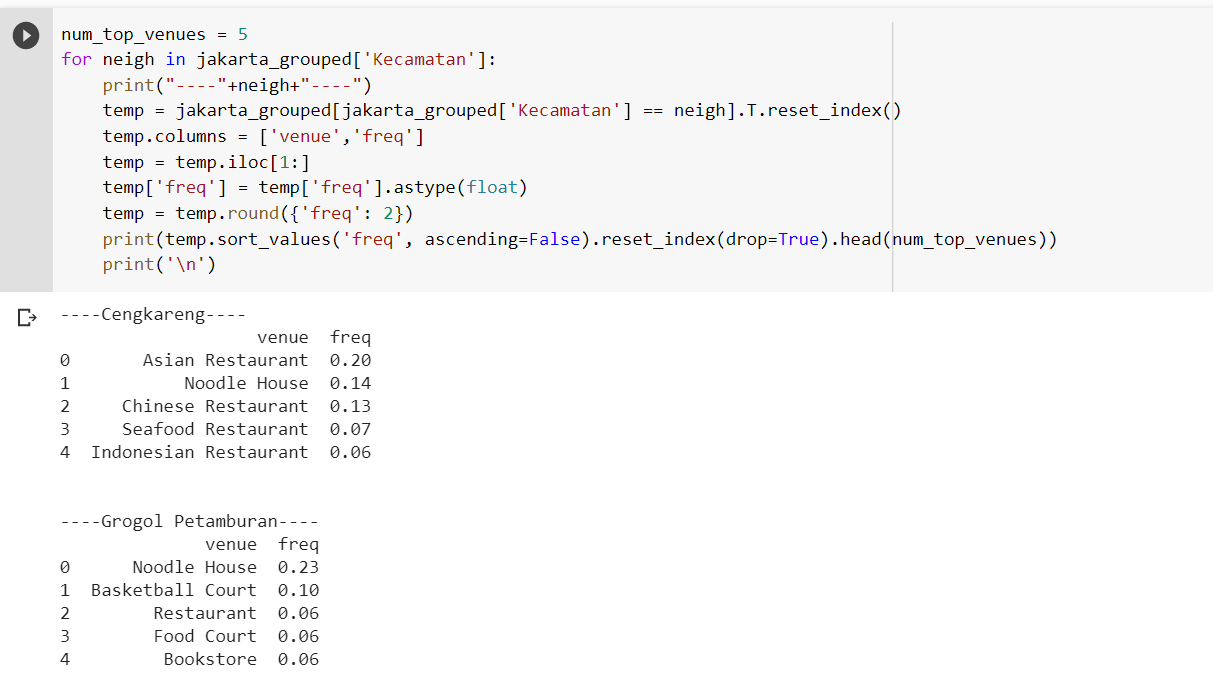 num_top_venues = 5
for neigh in jakarta_grouped['Kecamatan']:
    print("----"+neigh+"----")
    temp = jakarta_grouped[jakarta_grouped['Kecamatan'] == neigh].T.reset_index()
    temp.columns = ['venue','freq']
    temp = temp.iloc[1:]
    temp['freq'] = temp['freq'].astype(float)
    temp = temp.round({'freq': 2})
    print(temp.sort_values('freq', ascending=False).reset_index(drop=True).head(num_top_venues))
    print('\n')
----Cengkareng----
                   venue  freq
0       Asian Restaurant  0.20
1           Noodle House  0.14
2     Chinese Restaurant  0.13
3     Seafood Restaurant  0.07
4  Indonesian Restaurant  0.06
----Grogol Petamburan----
              venue  freq
0      Noodle House  0.23
1  Basketball Court  0.10
2        Restaurant  0.06
3        Food Court  0.06
4         Bookstore  0.06